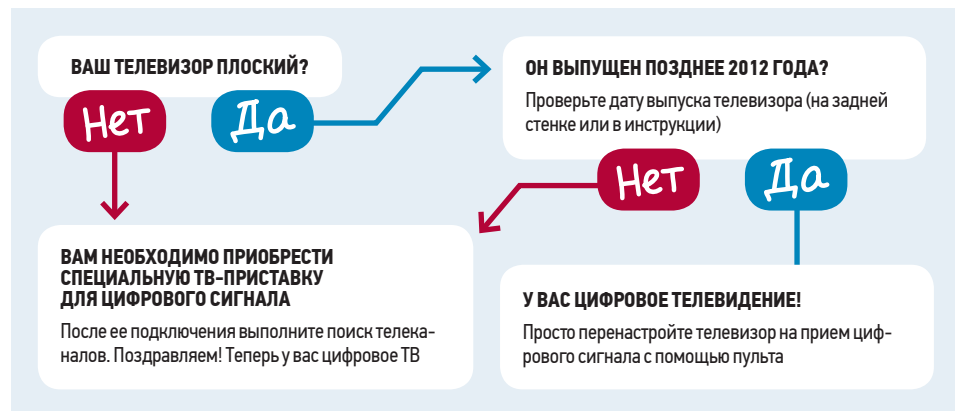 ВАШ ТЕЛЕВИЗОР ПЛОСКИЙ?
Нет
Да
ОН ВЫПУЩЕН ПОЗДНЕЕ 2012 ГОДА?
Проверьте дату выпуска телевизора (на задней
стенке или в инструкции)
Нет
Да
ВАМ НЕОБХОДИМО ПРИОБРЕСТИ
СПЕЦИАЛЬНУЮ ТВ-ПРИСТАВКУ
ДЛЯ ЦИФРОВОГО СИГНАЛА
После ее подключения выполните поиск телека-
налов. Поздравляем! Теперь у вас цифровое ТВ
У ВАС ЦИФРОВОЕ ТЕЛЕВИДЕНИЕ!
Просто перенастройте телевизор на прием циф-
рового сигнала с помощью пульта